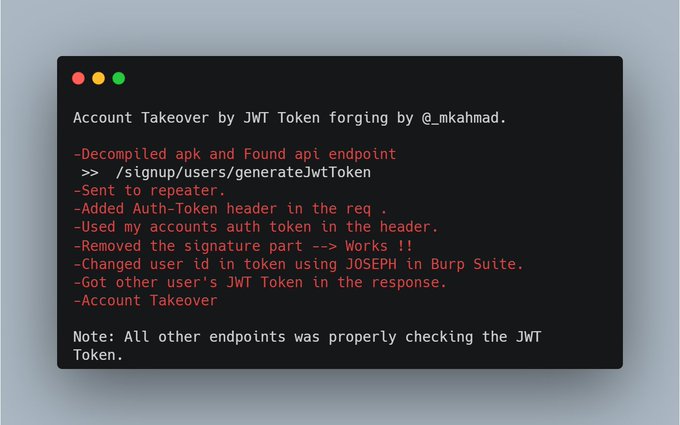 Account Takeover by JWT Token forging by @_mkahmad.
-Decompiled apk and Found api endpoint
>>  /signup/users/generateJwtToken
-Sent to repeater.
-Added Auth-Token header in the req .
-Used my accounts auth token in the header.
-Removed the signature part --> Works !!
-Changed user id in token using JOSEPH in Burp Suite.
-Got other user's JWT Token in the response.
-Account Takeover
Note: All other endpoints was properly checking the JWT
Token.